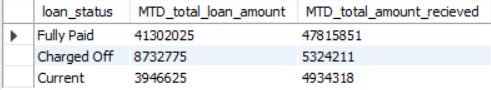 loan_status MTD_total_loan_amount MTD_total_amount_recieved
Fully Paid 41302025 47815851
Charged Off 8732775 5324211
Current 3946625 4934318